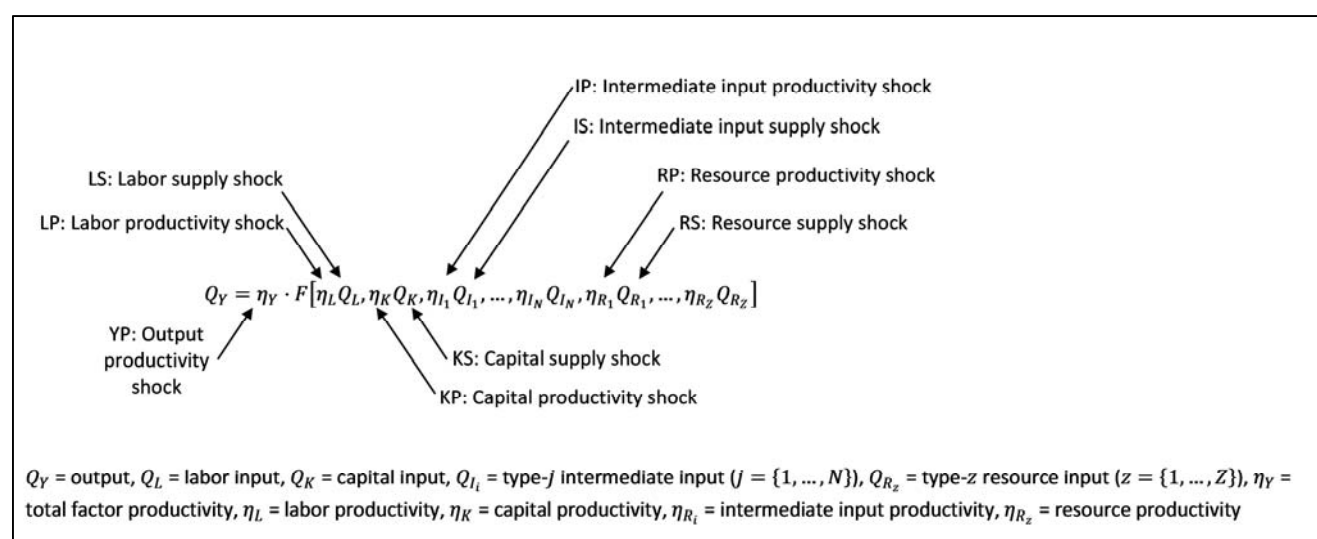 IP: Intermediate input productivity shock
IS: Intermediate input supply shock
LS: Labor supply shock
RP: Resource productivity shock
LP: Labor productivity shock
RS: Resource supply shock
Q_Y = η_Y · F[η_L Q_L, η_K Q_K, η_{I_1} Q_{I_1}, …, η_{I_N} Q_{I_N}, η_{R_1} Q_{R_1}, …, η_{R_Z} Q_{R_Z}]
YP: Output
productivity
shock
KS: Capital supply shock
KP: Capital productivity shock
Q_Y = output, Q_L = labor input, Q_K = capital input, Q_{I_i} = type-j intermediate input (j = {1, …, N}), Q_{R_z} = type-z resource input (z = {1, …, Z}), η_Y =
total factor productivity, η_L = labor productivity, η_K = capital productivity, η_{R_i} = intermediate input productivity, η_{R_z} = resource productivity